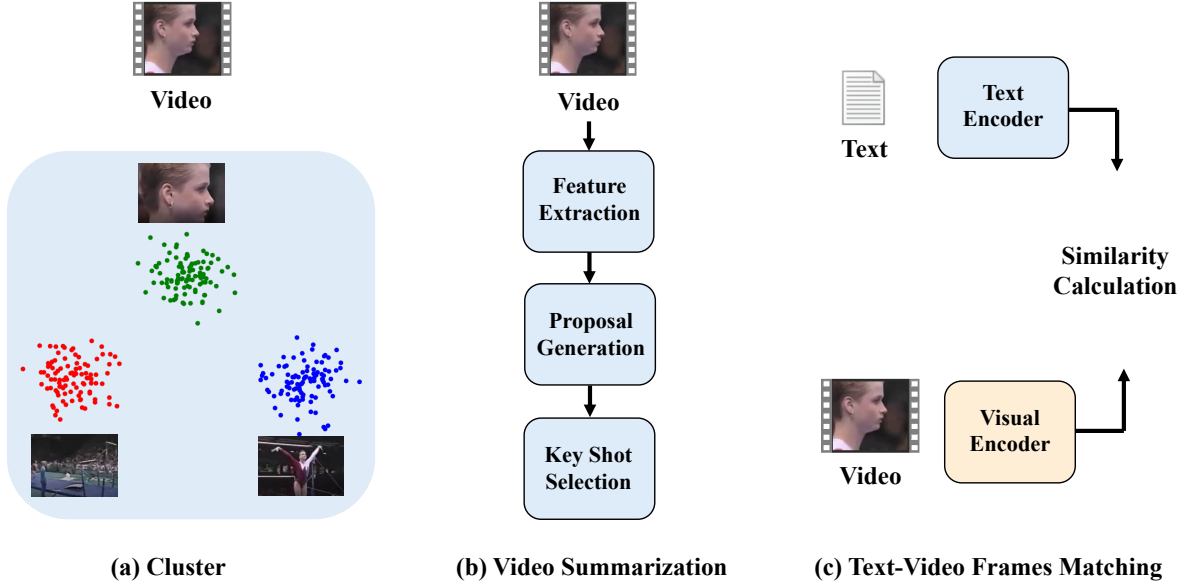 Video
(a) Cluster
Video
Feature
Extraction
Proposal
Generation
Key Shot
Selection
(b) Video Summarization
Text
Text
Encoder
Similarity
Calculation
Video
Visual
Encoder
(c) Text-Video Frames Matching